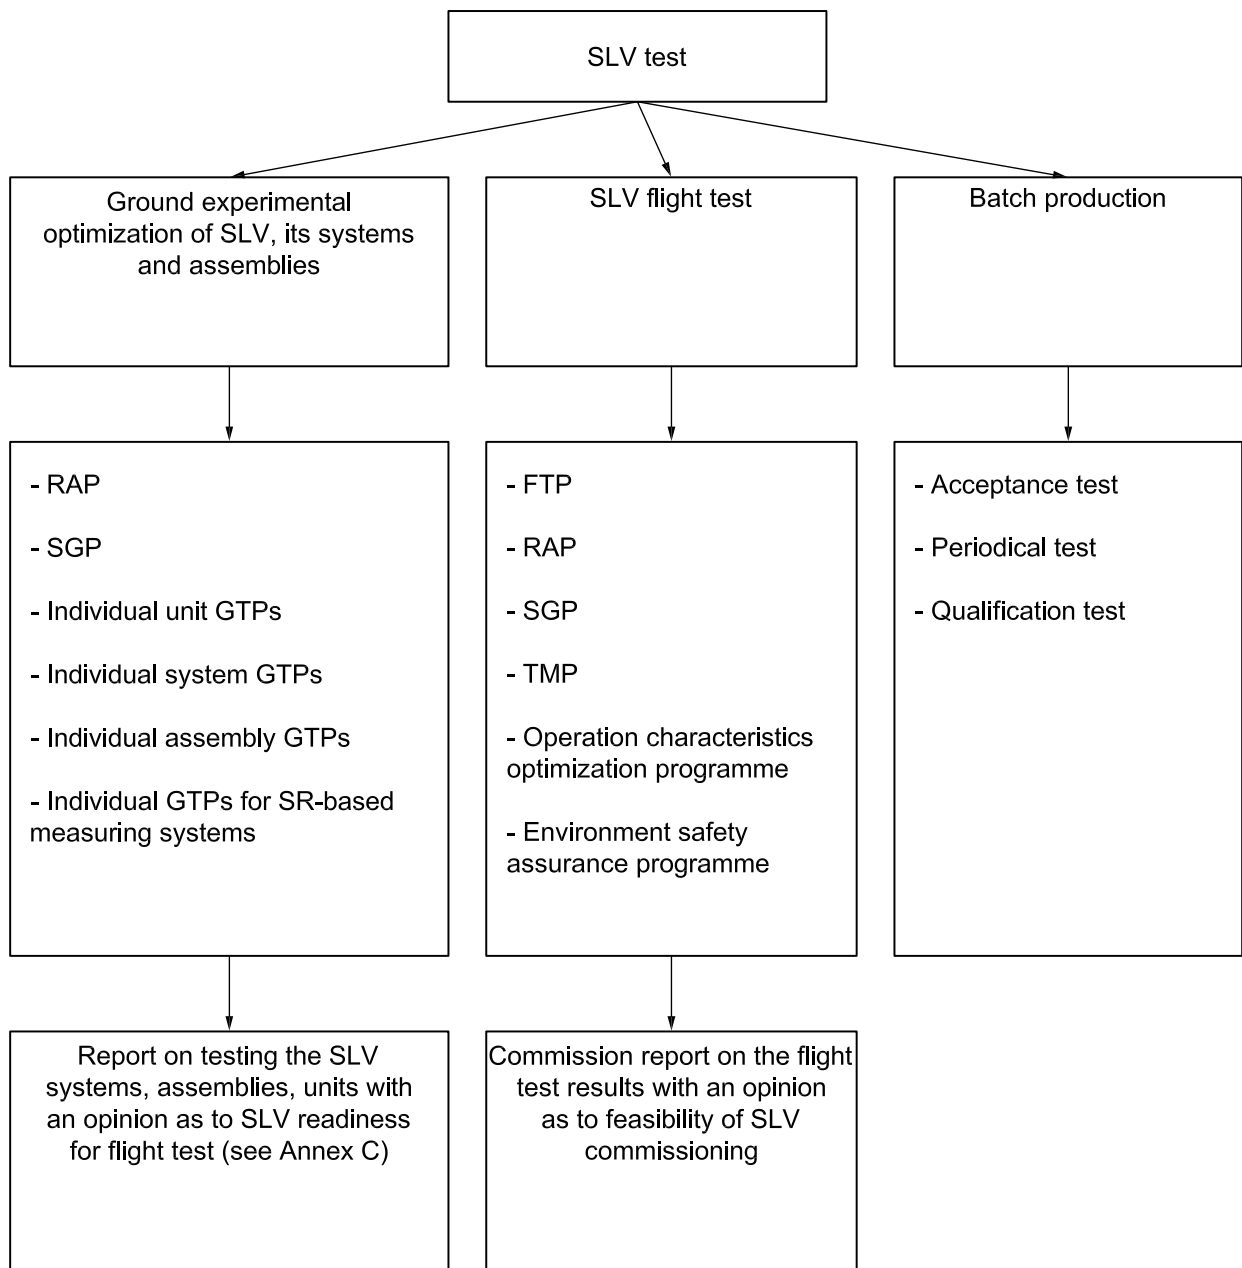 SLV test
Ground experimental
optimization of SLV, its systems
and assemblies
SLV flight test
Batch production
- RAP
- SGP
- Individual unit GTPs
- Individual system GTPs
- Individual assembly GTPs
- Individual GTPs for SR-based
measuring systems
- FTP
- RAP
- SGP
- TMP
- Operation characteristics
optimization programme
- Environment safety
assurance programme
- Acceptance test
- Periodical test
- Qualification test
Report on testing the SLV
systems, assemblies, units with
an opinion as to SLV readiness
for flight test (see Annex C)
Commission report on the flight
test results with an opinion
as to feasibility of SLV
commissioning